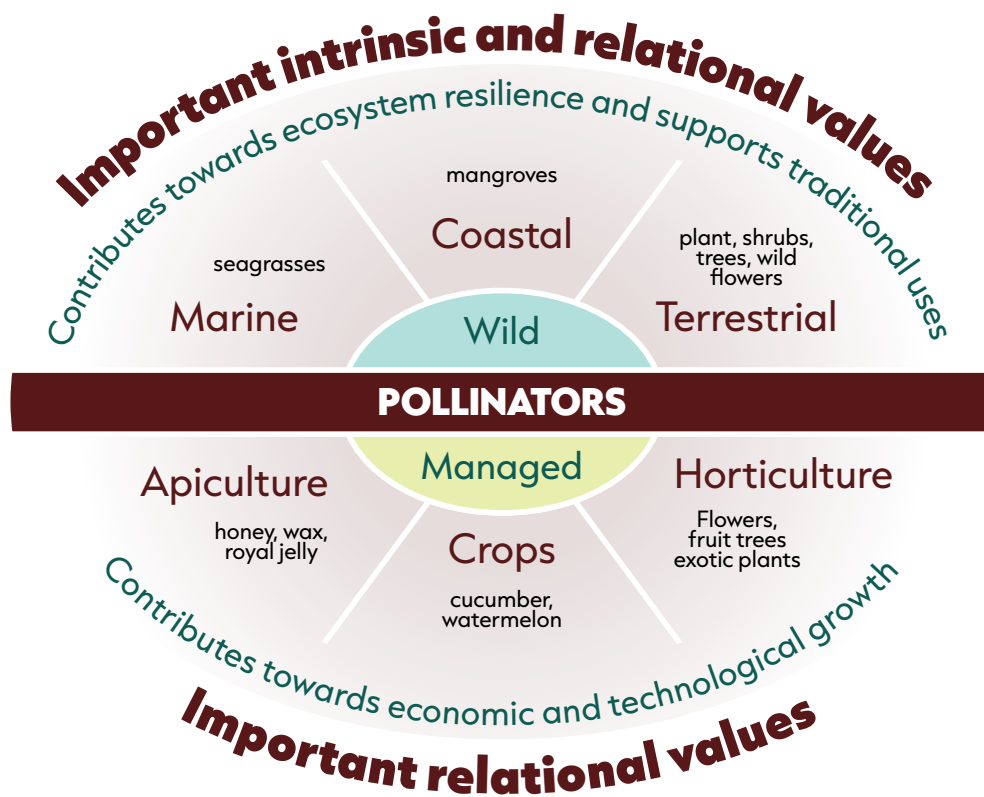 Important intrinsic and relational values
Contributes towards ecosystem resilience and supports traditional uses
mangroves
Coastal
seagrasses
Marine
plant, shrubs,
trees, wild
flowers
Terrestrial
Wild
POLLINATORS
Managed
Apiculture
honey, wax,
royal jelly
Crops
cucumber,
watermelon
Horticulture
Flowers,
fruit trees
exotic plants
Contributes towards economic and technological growth
Important relational values